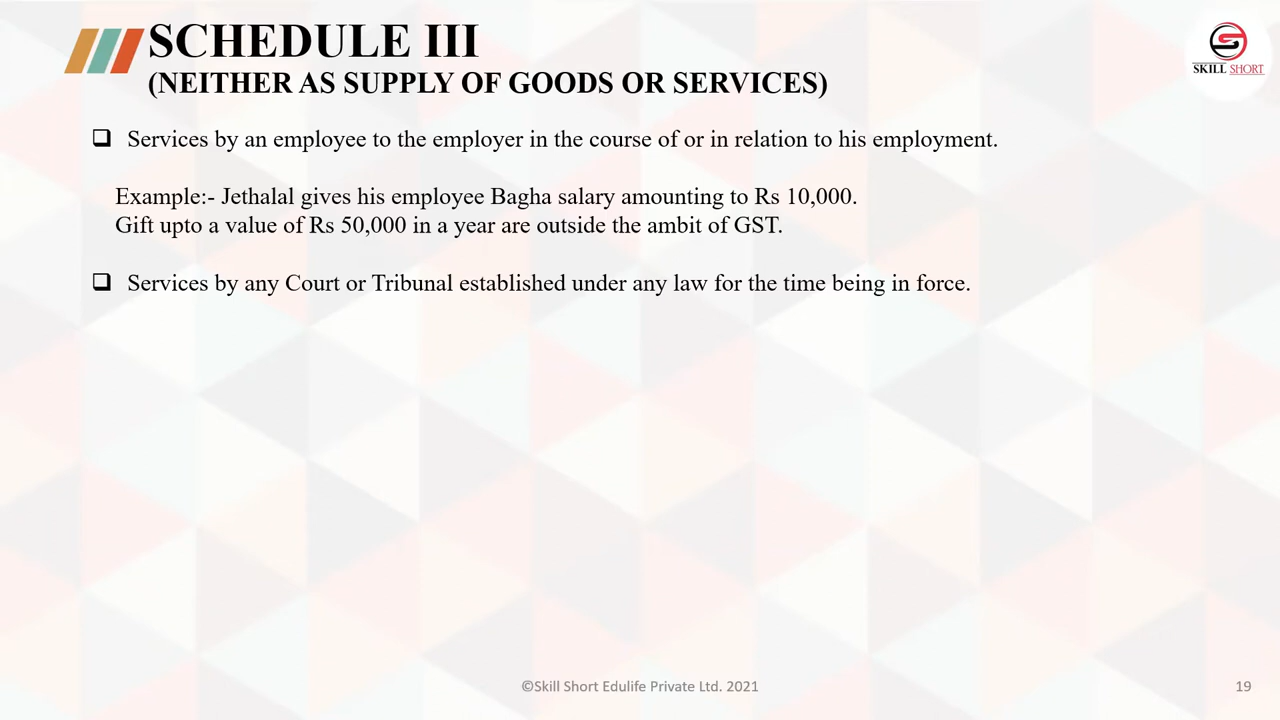 SCHEDULE III
(NEITHER AS SUPPLY OF GOODS OR SERVICES)
SKILL SHORT
Services by an employee to the employer in the course of or in relation to his employment.
Example:- Jethalal gives his employee Bagha salary amounting to Rs 10,000.
Gift upto a value of Rs 50,000 in a year are outside the ambit of GST.
Services by any Court or Tribunal established under any law for the time being in force.
©Skill Short Edulife Private Ltd. 2021
19